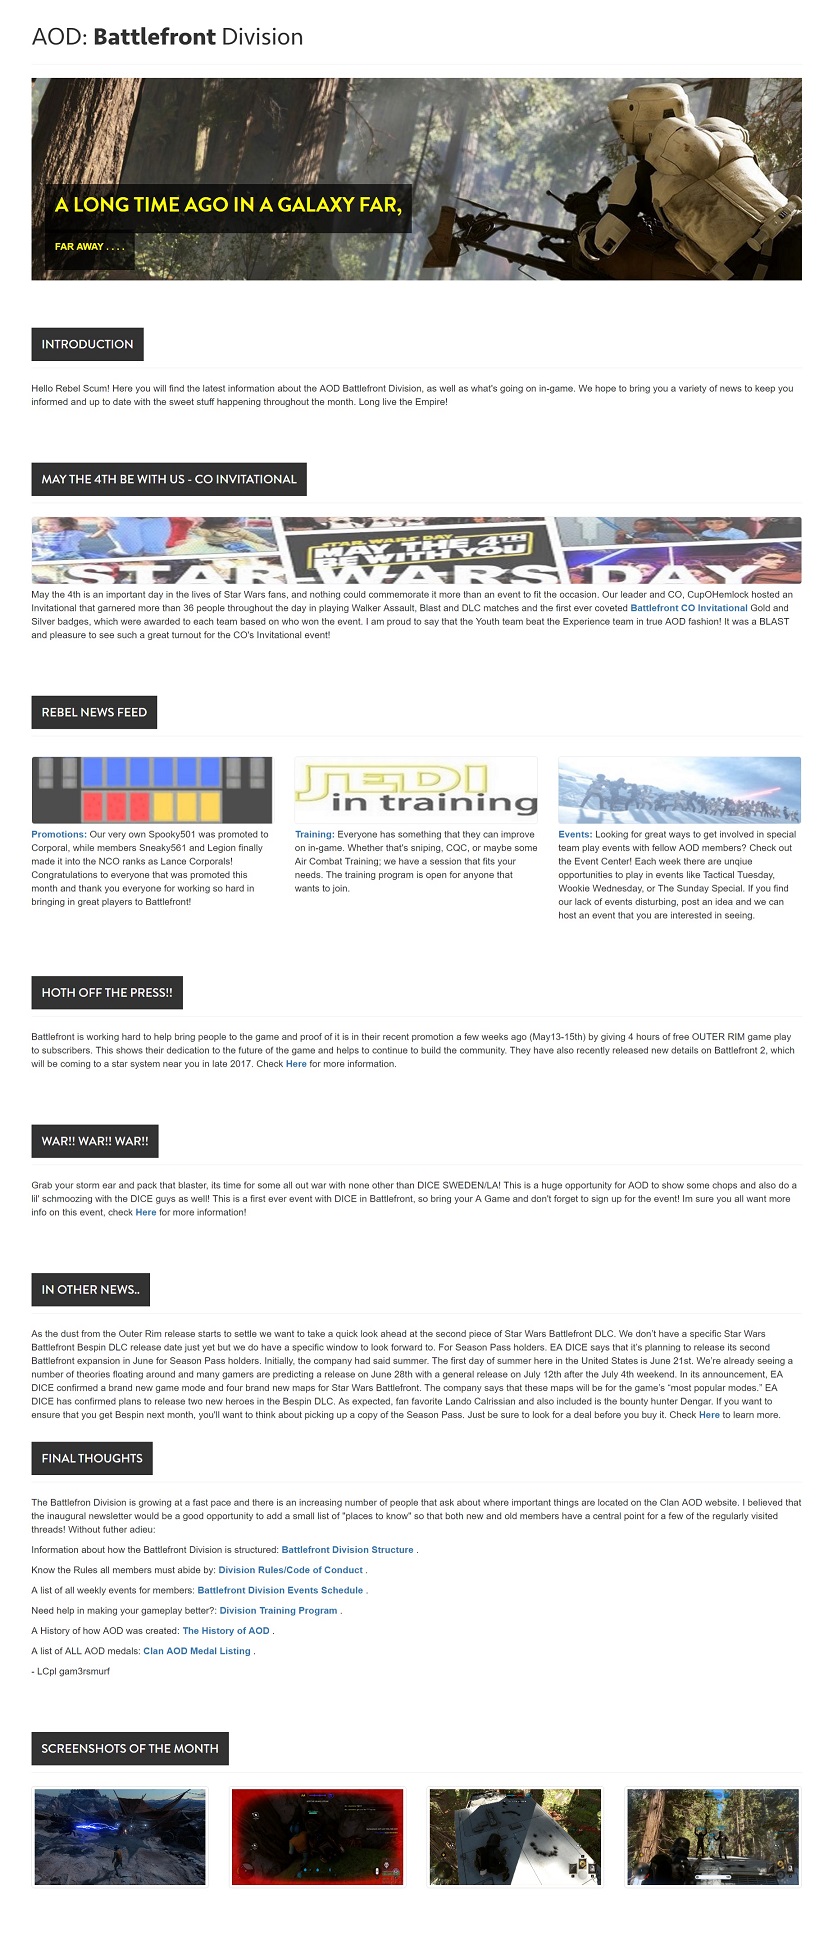 AOD: Battlefront Division
A LONG TIME AGO IN A GALAXY FAR,
FAR AWAY . . . .
INTRODUCTION
Hello Rebel Scum! Here you will find the latest information about the AOD Battlefront Division, as well as what's going on in-game. We hope to bring you a variety of news to keep you
informed and up to date with the sweet stuff happening throughout the month. Long live the Empire!
MAY THE 4TH BE WITH US - CO INVITATIONAL
STAR WARS DAY
MAY THE 4TH
BE WITH YOU
STAR WARS DAY
May the 4th is an important day in the lives of Star Wars fans, and nothing could commemorate it more than an event to fit the occasion. Our leader and CO, CupOHemlock hosted an
Invitational that garnered more than 36 people throughout the day in playing Walker Assault, Blast and DLC matches and the first ever coveted Battlefront CO Invitational Gold and
Silver badges, which were awarded to each team based on who won the event. I am proud to say that the Youth team beat the Experience team in true AOD fashion! It was a BLAST
and pleasure to see such a great turnout for the CO's Invitational event!
REBEL NEWS FEED
Promotions: Our very own Spooky501 was promoted to
Corporal, while members Sneaky561 and Legion finally
made it into the NCO ranks as Lance Corporals!
Congratulations to everyone that was promoted this
month and thank you everyone for working so hard in
bringing in great players to Battlefront!
JEDI
in training
Training: Everyone has something that they can improve
on in-game. Whether that's sniping, CQC, or maybe some
Air Combat Training; we have a session that fits your
needs. The training program is open for anyone that
wants to join.
Events: Looking for great ways to get involved in special
team play events with fellow AOD members? Check out
the Event Center! Each week there are unqiue
opportunities to play in events like Tactical Tuesday,
Wookie Wednesday, or The Sunday Special. If you find
our lack of events disturbing, post an idea and we can
host an event that you are interested in seeing.
HOTH OFF THE PRESS!!
Battlefront is working hard to help bring people to the game and proof of it is in their recent promotion a few weeks ago (May13-15th) by giving 4 hours of free OUTER RIM game play
to subscribers. This shows their dedication to the future of the game and helps to continue to build the community. They have also recently released new details on Battlefront 2, which
will be coming to a star system near you in late 2017. Check Here for more information.
WAR!! WAR!! WAR!!
Grab your storm ear and pack that blaster, its time for some all out war with none other than DICE SWEDEN/LA! This is a huge opportunity for AOD to show some chops and also do a
lil' schmoozing with the DICE guys as well! This is a first ever event with DICE in Battlefront, so bring your A Game and don't forget to sign up for the event! Im sure you all want more
info on this event, check Here for more information!
IN OTHER NEWS..
As the dust from the Outer Rim release starts to settle we want to take a quick look ahead at the second piece of Star Wars Battlefront DLC. We don’t have a specific Star Wars
Battlefront Bespin DLC release date just yet but we do have a specific window to look forward to. For Season Pass holders. EA DICE says that it’s planning to release its second
Battlefront expansion in June for Season Pass holders. Initially, the company had said summer. The first day of summer here in the United States is June 21st. We’re already seeing a
number of theories floating around and many gamers are predicting a release on June 28th with a general release on July 12th after the July 4th weekend. In its announcement, EA
DICE confirmed a brand new game mode and four brand new maps for Star Wars Battlefront. The company says that these maps will be for the game’s “most popular modes.” EA
DICE has confirmed plans to release two new heroes in the Bespin DLC. As expected, fan favorite Lando Calrissian and also included is the bounty hunter Dengar. If you want to
ensure that you get Bespin next month, you'll want to think about picking up a copy of the Season Pass. Just be sure to look for a deal before you buy it. Check Here to learn more.
FINAL THOUGHTS
The Battlefron Division is growing at a fast pace and there is an increasing number of people that ask about where important things are located on the Clan AOD website. I believed that
the inaugural newsletter would be a good opportunity to add a small list of "places to know" so that both new and old members have a central point for a few of the regularly visited
threads! Without futher adieu:
Information about how the Battlefront Division is structured: Battlefront Division Structure .
Know the Rules all members must abide by: Division Rules/Code of Conduct .
A list of all weekly events for members: Battlefront Division Events Schedule .
Need help in making your gameplay better?: Division Training Program .
A History of how AOD was created: The History of AOD .
A list of ALL AOD medals: Clan AOD Medal Listing .
- LCpl gam3rsmurf
SCREENSHOTS OF THE MONTH